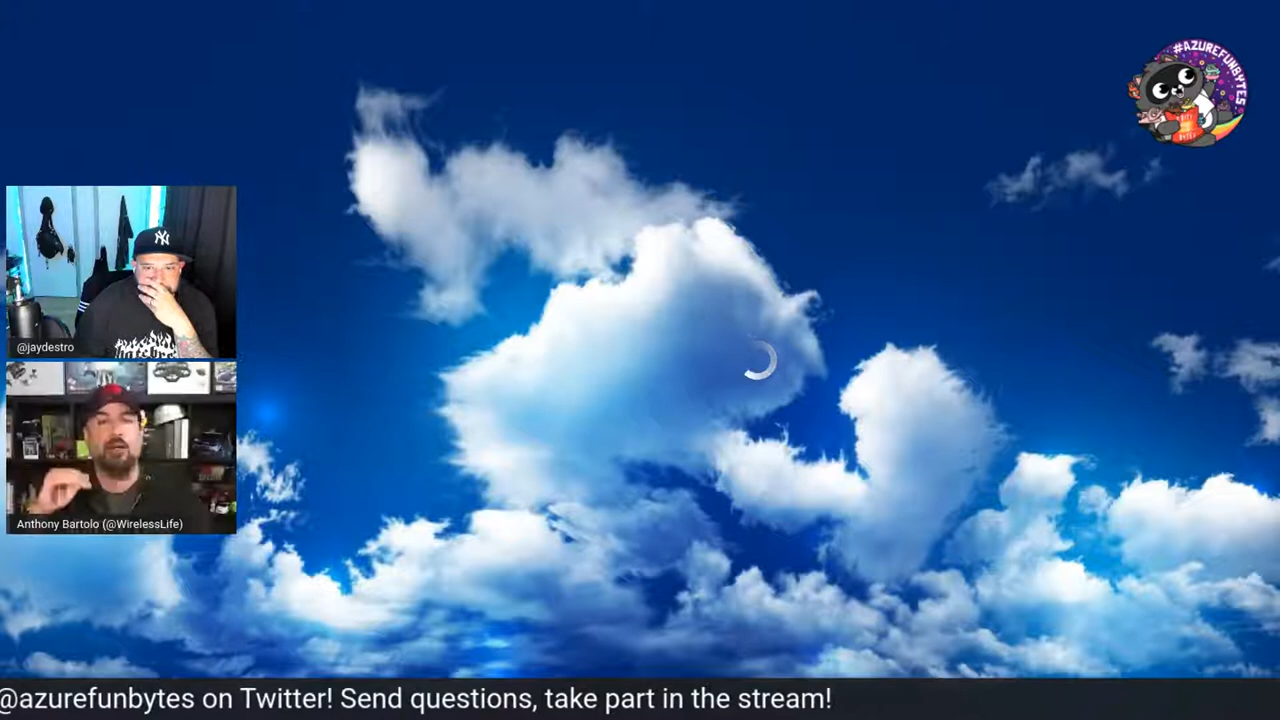 #AZUREFUNBYTES
@jaydestro
Anthony Bartolo (@WirelessLife)
@azurefunbytes on Twitter! Send questions, take part in the stream!